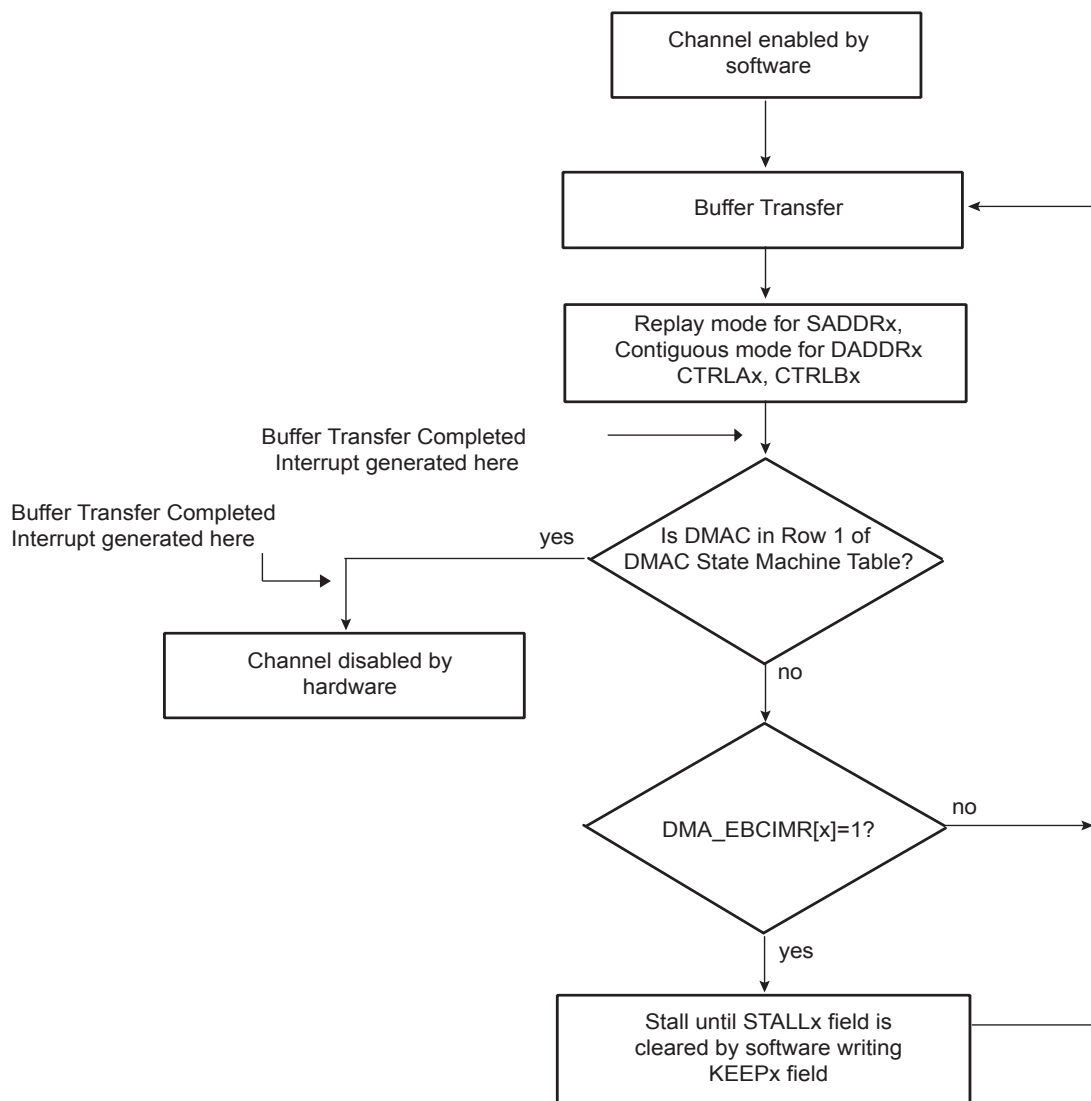 Channel enabled by
software
Buffer Transfer
Replay mode for SADDRx,
Contiguous mode for DADDRx
CTRLAx, CTRLBx
Buffer Transfer Completed
Interrupt generated here
Buffer Transfer Completed
Interrupt generated here
yes
Is DMAC in Row 1 of
DMAC State Machine Table?
Channel disabled by
hardware
no
DMA_EBCIMR[x]=1?
no
yes
Stall until STALLx field is
cleared by software writing
KEEPx field